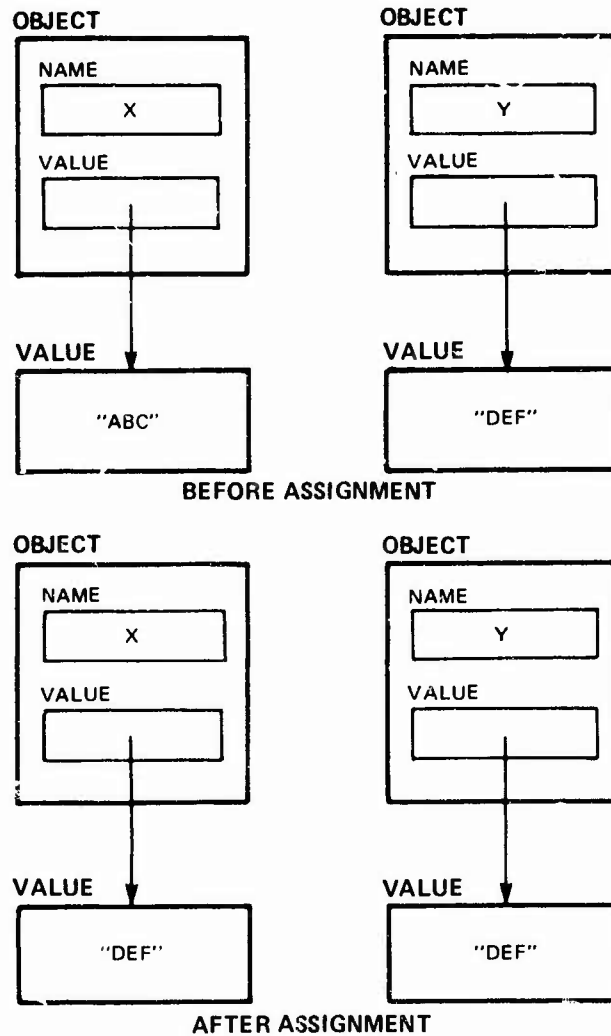 OBJECT OBJECT
NAME NAME
X Y
VALUE VALUE
VALUE VALUE
"ABC" "DEF"
BEFORE ASSIGNMENT
OBJECT OBJECT
NAME NAME
X Y
VALUE VALUE
VALUE VALUE
"DEF" "DEF"
AFTER ASSIGNMENT